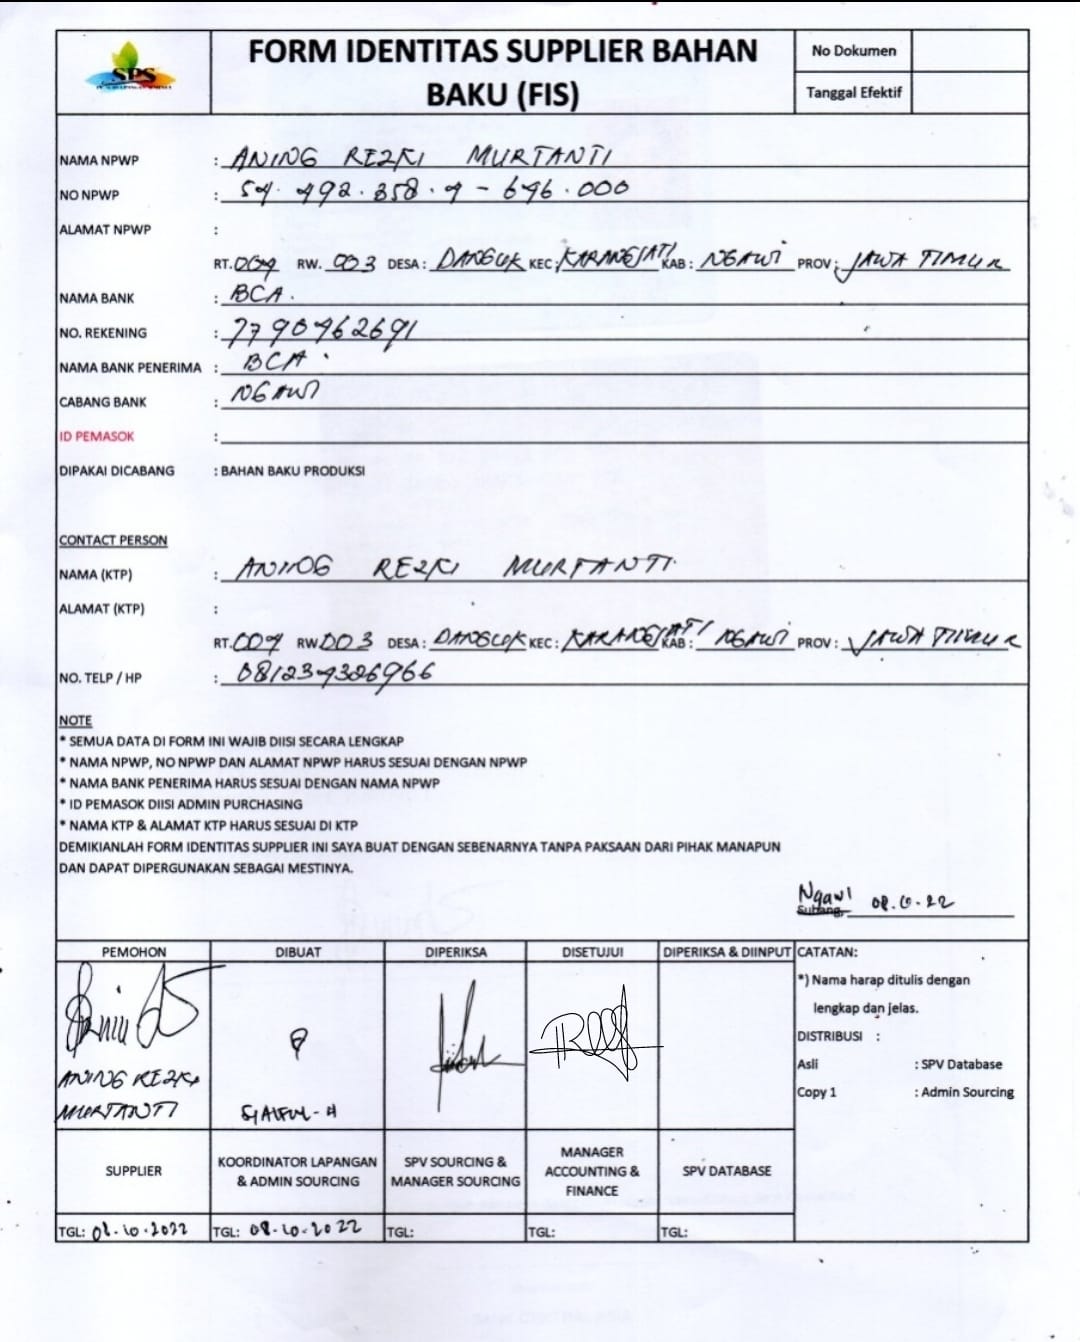 SPS
FORM IDENTITAS SUPPLIER BAHAN
BAKU (FIS)
No Dokumen
Tanggal Efektif
NAMA NPWP : ANING REZKI MURTANTI
NO NPWP :
ALAMAT NPWP :
RT. 004 RW. 003 DESA : DANGUK KEC : KARANGJATI KAB : NGAWI PROV : JAWA TIMUR
NAMA BANK : BCA.
NO. REKENING : 7790462691
NAMA BANK PENERIMA : BCA.
CABANG BANK : NGAWI
ID PEMASOK :
DIPAKAI DICABANG : BAHAN BAKU PRODUKSI
CONTACT PERSON
NAMA (KTP) : ANING REZKI MURTANTI.
ALAMAT (KTP) :
RT. 004 RW. 003 DESA : DANGUK KEC : KARANGJATI KAB : NGAWI PROV : JAWA TIMUR
NO. TELP / HP : 081234326966
NOTE
* SEMUA DATA DI FORM INI WAJIB DIISI SECARA LENGKAP
* NAMA NPWP, NO NPWP DAN ALAMAT NPWP HARUS SESUAI DENGAN NPWP
* NAMA BANK PENERIMA HARUS SESUAI DENGAN NAMA NPWP
* ID PEMASOK DIISI ADMIN PURCHASING
* NAMA KTP & ALAMAT KTP HARUS SESUAI DI KTP
DEMIKIANLAH FORM IDENTITAS SUPPLIER INI SAYA BUAT DENGAN SEBENARNYA TANPA PAKSAAN DARI PIHAK MANAPUN
DAN DAPAT DIPERGUNAKAN SEBAGAI MESTINYA.
Ngawi
Subang, 08.10.22
PEMOHON DIBUAT DIPERIKSA DISETUJUI DIPERIKSA & DIINPUT CATATAN:
*) Nama harap ditulis dengan
lengkap dan jelas.
DISTRIBUSI :
Asli : SPV Database
Copy 1 : Admin Sourcing
ANING REZKI
MURTANTI
SYAIFUL-H
SUPPLIER
KOORDINATOR LAPANGAN
& ADMIN SOURCING
SPV SOURCING &
MANAGER SOURCING
MANAGER
ACCOUNTING &
FINANCE
SPV DATABASE
TGL: 08.10.2022 TGL: 08.10.2022 TGL: TGL: TGL: